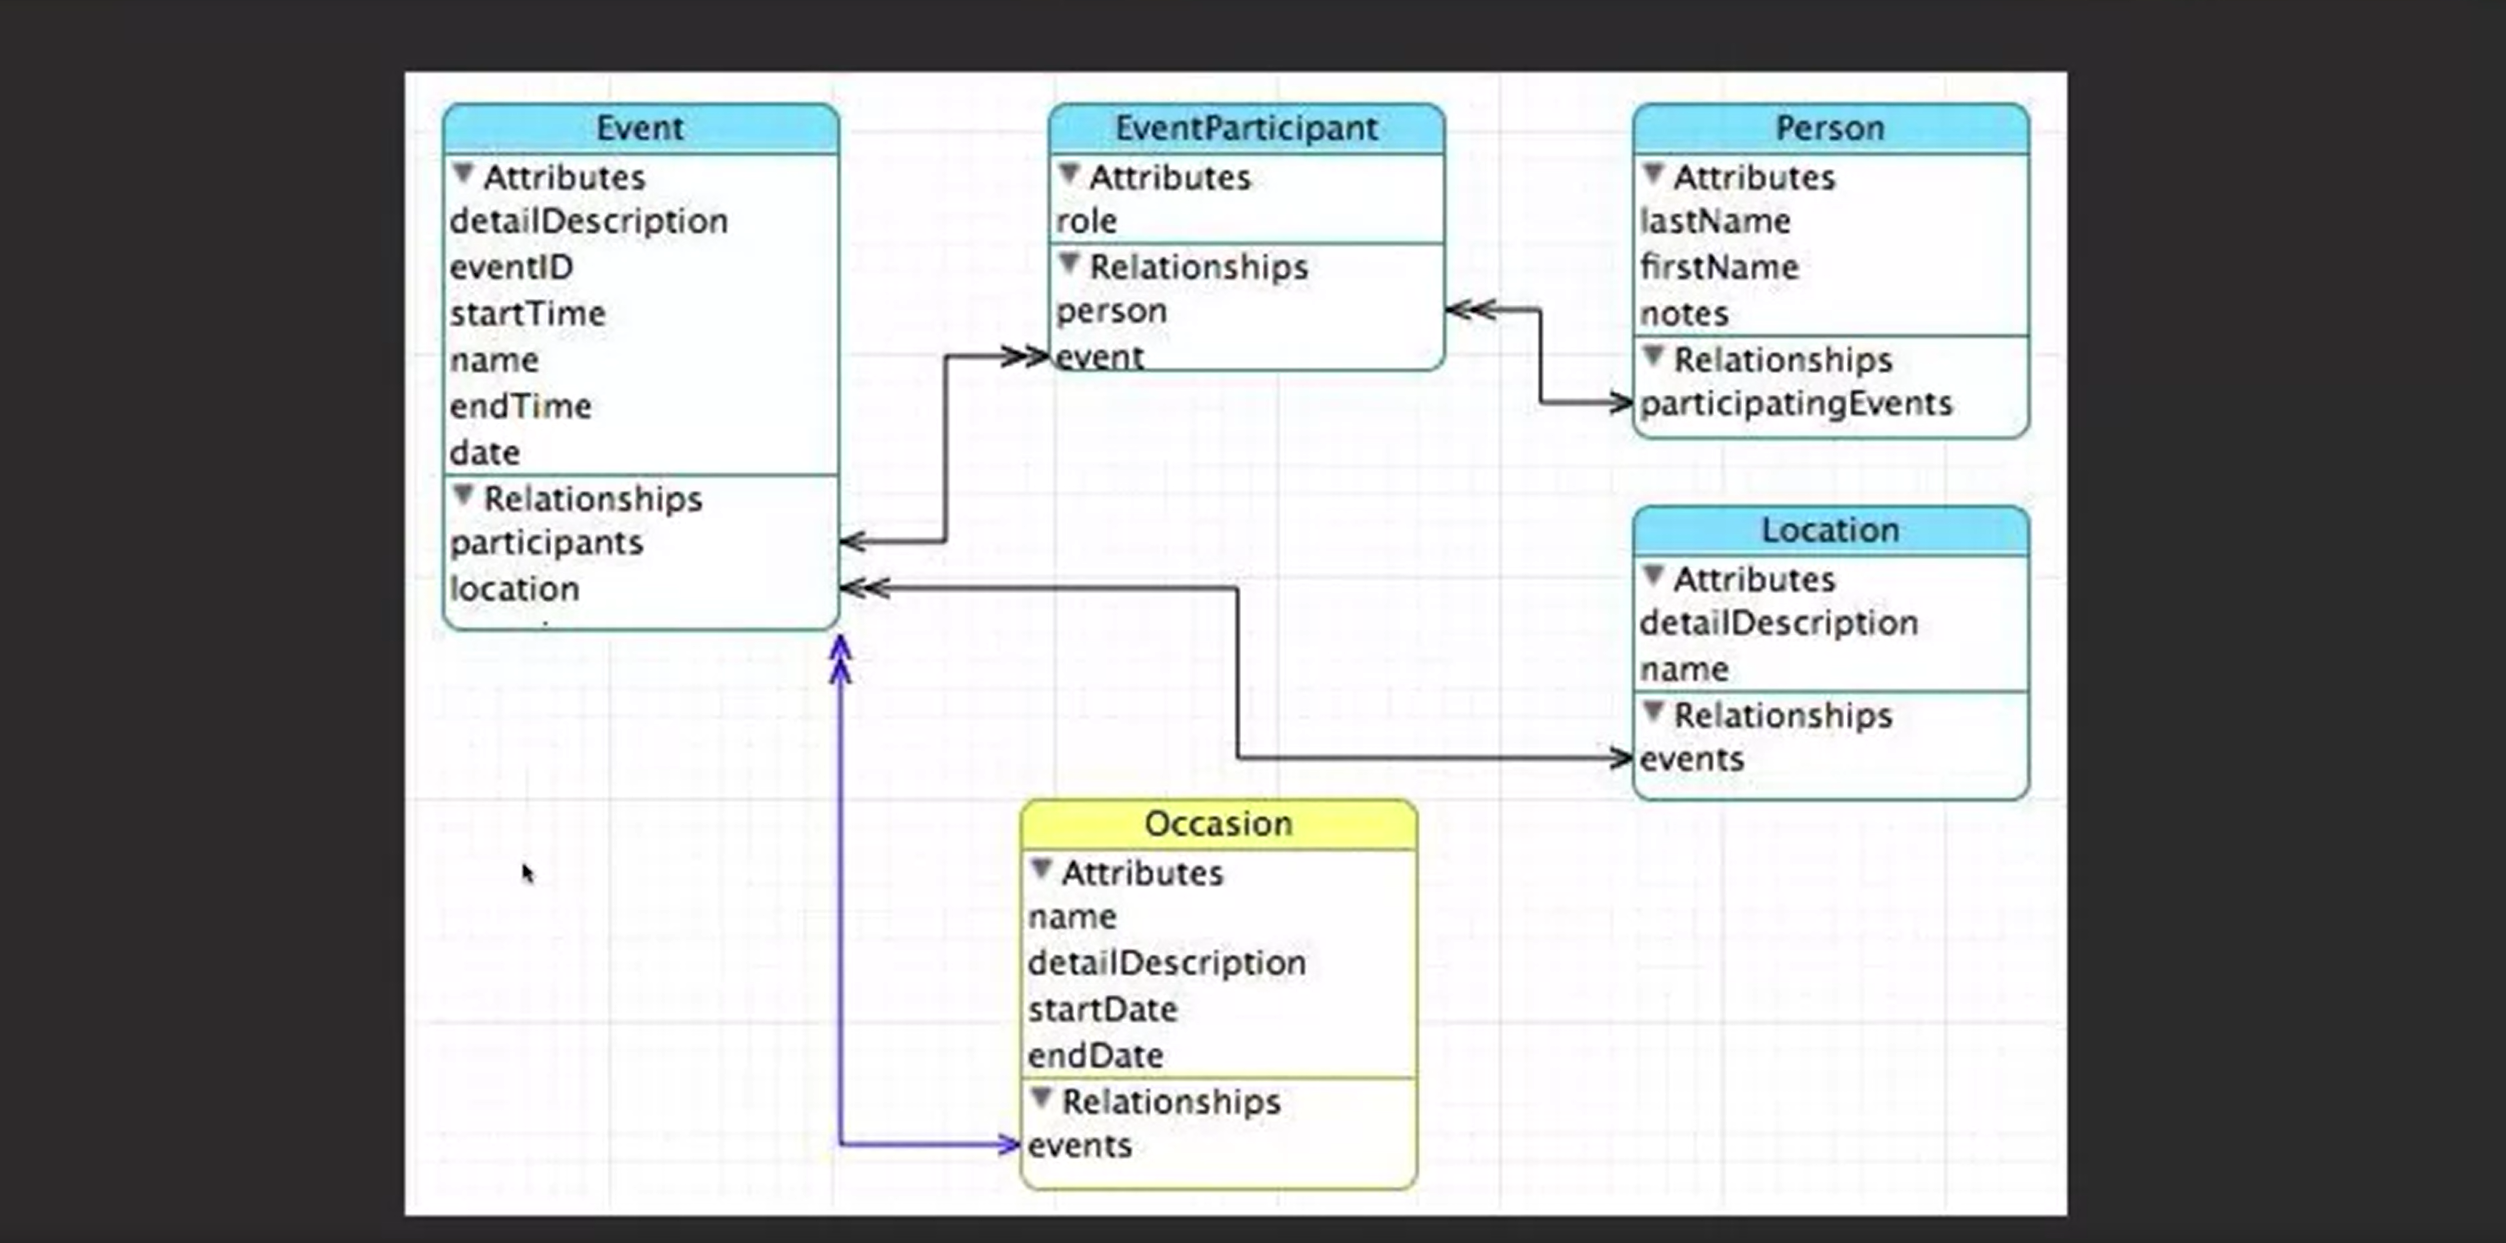 Event
Attributes
detailDescription
eventID
startTime
name
endTime
date
Relationships
participants
location
EventParticipant
Attributes
role
Relationships
person
event
Person
Attributes
lastName
firstName
notes
Relationships
participatingEvents
Location
Attributes
detailDescription
name
Relationships
events
Occasion
Attributes
name
detailDescription
startDate
endDate
Relationships
events